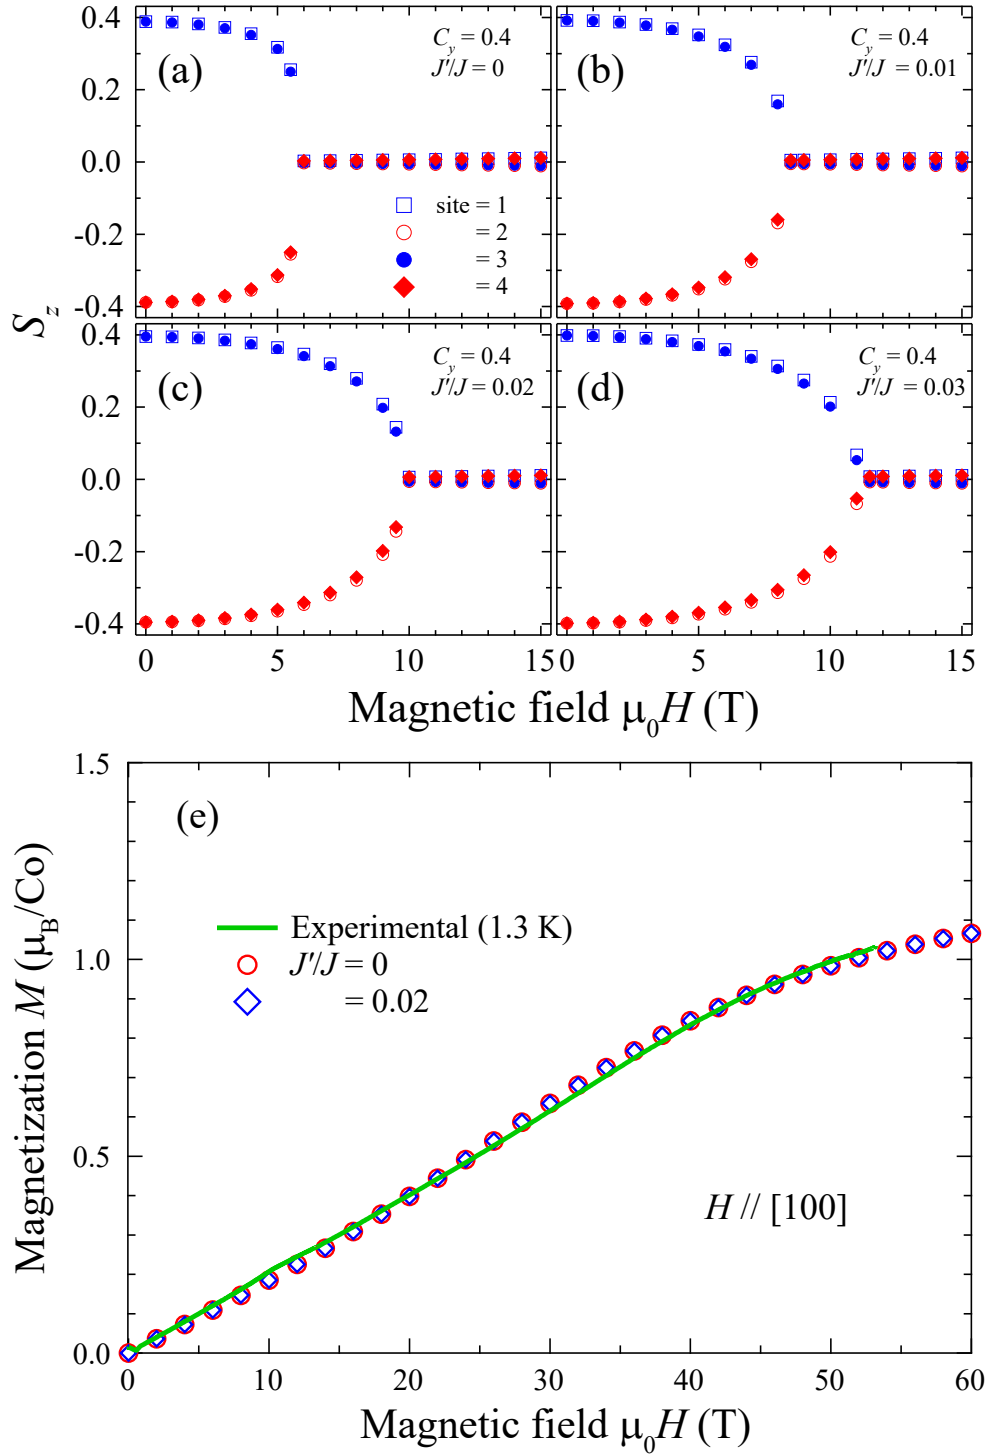 0.4
0.2
0.0
-0.2
-0.4
(a)
C_y = 0.4
J'/J = 0
site = 1
= 2
= 3
= 4
(b)
C_y = 0.4
J'/J = 0.01
S_z
0.4
0.2
0.0
-0.2
-0.4
(c)
C_y = 0.4
J'/J = 0.02
(d)
C_y = 0.4
J'/J = 0.03
0 5 10 15 0 5 10 15
Magnetic field μ₀H (T)
1.5
1.0
0.5
0.0
Magnetization M (μ_B/Co)
(e)
Experimental (1.3 K)
J'/J = 0
= 0.02
H // [100]
0 10 20 30 40 50 60
Magnetic field μ₀H (T)